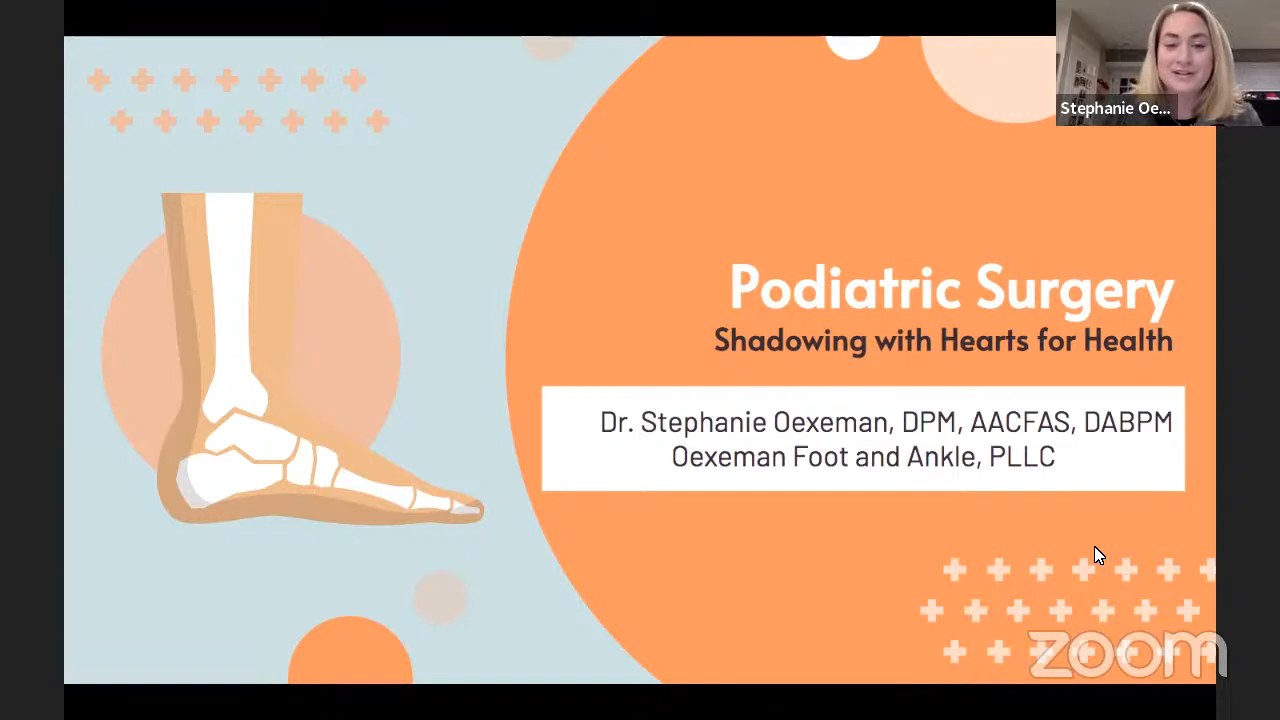 Stephanie Oe...
Podiatric Surgery
Shadowing with Hearts for Health
Dr. Stephanie Oexeman, DPM, AACFAS, DABPM
Oexeman Foot and Ankle, PLLC
zoom